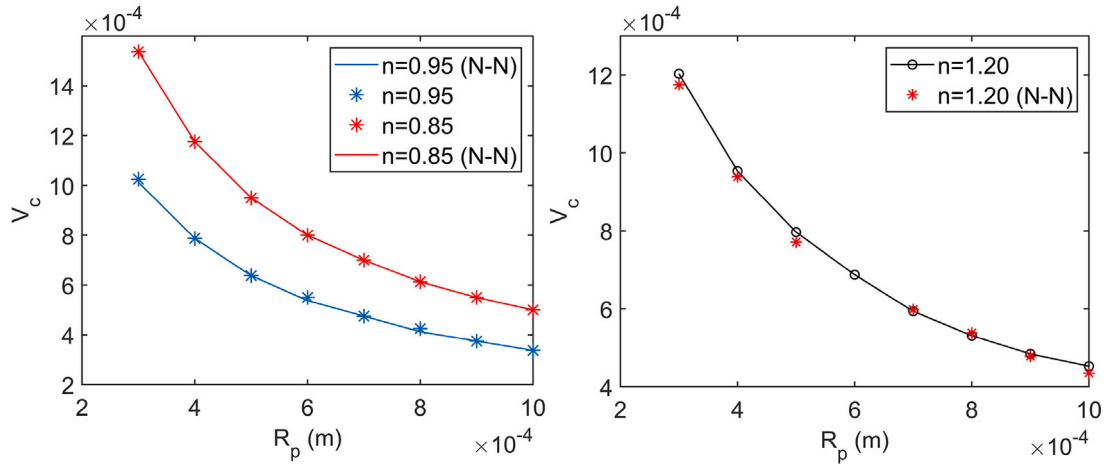 ×10⁻⁴
14
12
10
8
6
4
2
V_c
2
4
6
8
10
R_p (m)
×10⁻⁴
n=0.95 (N-N)
n=0.95
n=0.85
n=0.85 (N-N)
×10⁻⁴
12
10
8
6
4
V_c
2
4
6
8
10
R_p (m)
×10⁻⁴
n=1.20
n=1.20 (N-N)